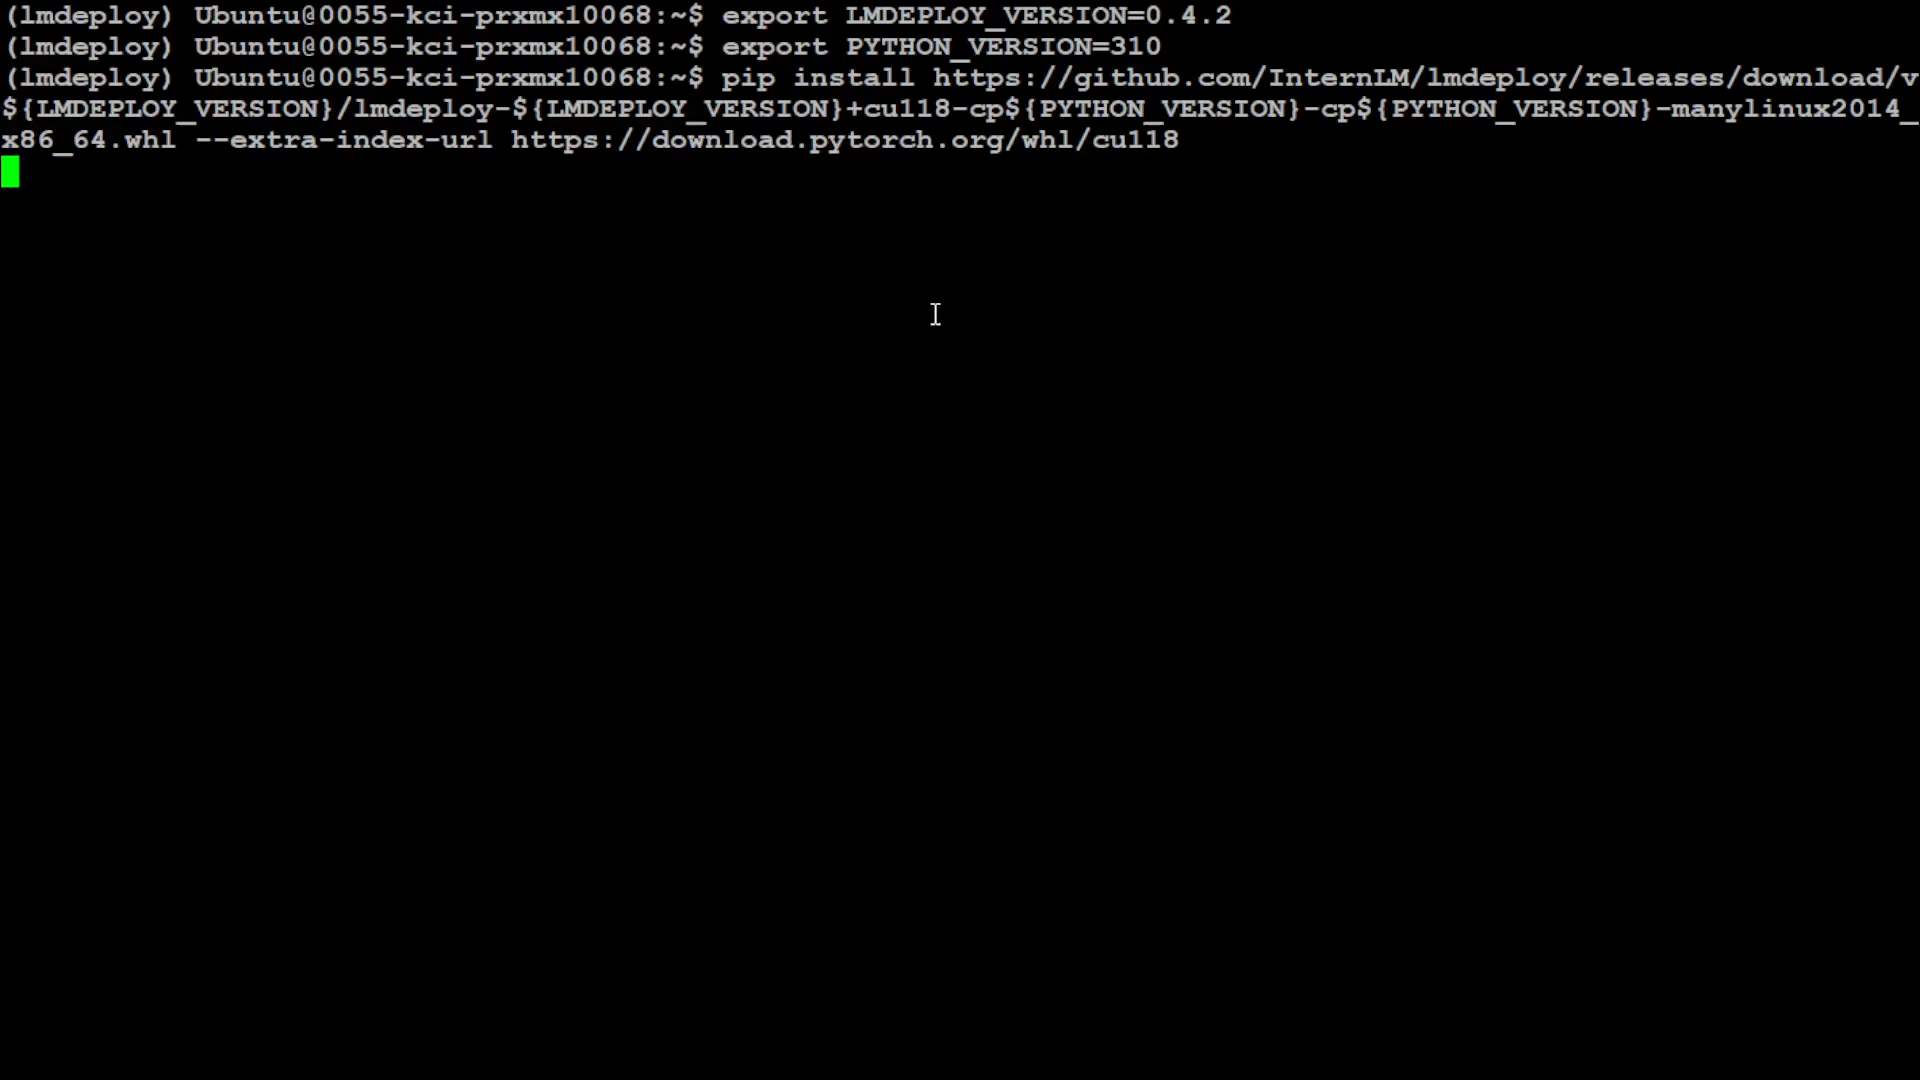 (lmdeploy) Ubuntu@0055-kci-prxmx10068:~$ export LMDEPLOY_VERSION=0.4.2
(lmdeploy) Ubuntu@0055-kci-prxmx10068:~$ export PYTHON_VERSION=310
(lmdeploy) Ubuntu@0055-kci-prxmx10068:~$ pip install https://github.com/InternLM/lmdeploy/releases/download/v
${LMDEPLOY_VERSION}/lmdeploy-${LMDEPLOY_VERSION}+cu118-cp${PYTHON_VERSION}-cp${PYTHON_VERSION}-manylinux2014_
x86_64.whl --extra-index-url https://download.pytorch.org/whl/cu118